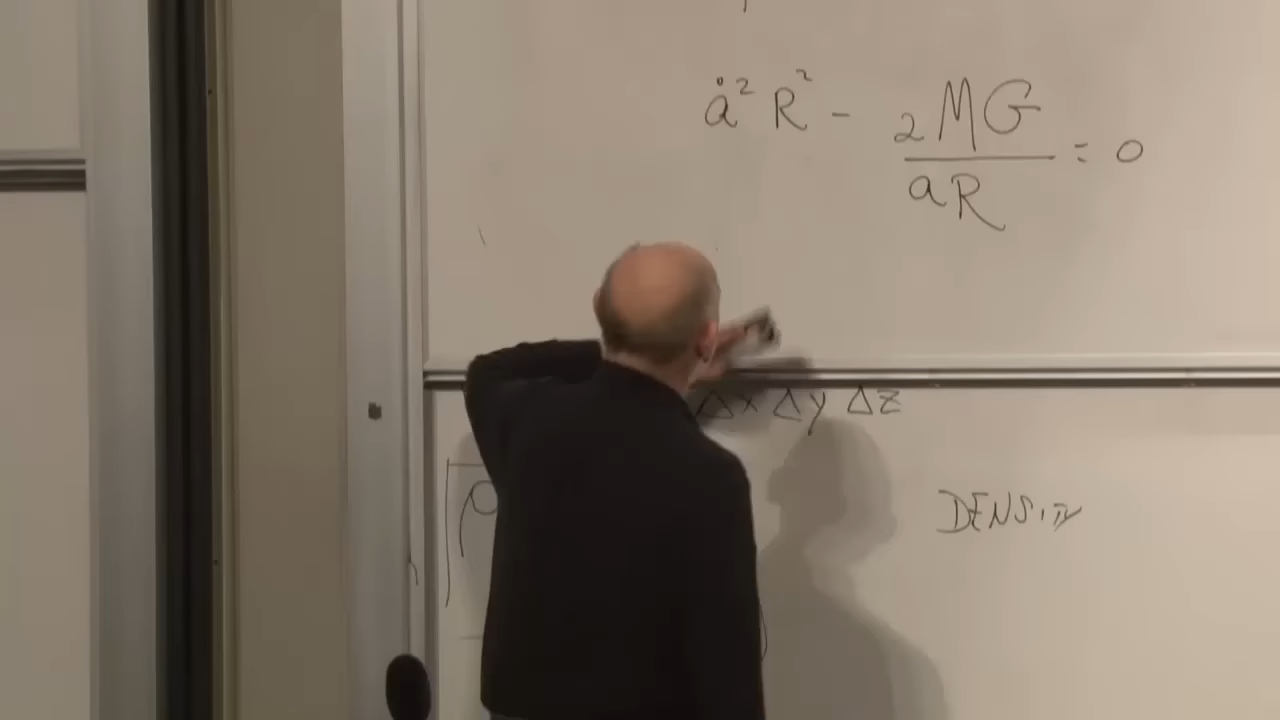 ȧ² R² - 2MG/aR = 0
Δx Δy Δz
ρ
DENSITY